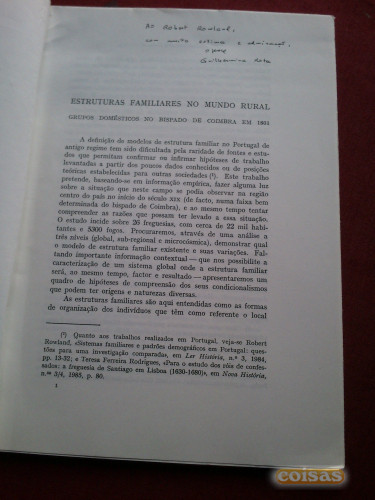 Ao Robert Rowland,
com muito estima e
Guilhermina Mota
ESTRUTURAS FAMILIARES NO MUNDO RURAL
GRUPOS DOMÉSTICOS NO BISPADO DE COIMBRA EM 1801
A definição de modelos da estrutura familiar no Portugal de
antigo regime tem sido dificultada pela raridade de fontes e estu-
dos que permitam confirmar ou infirmar hipóteses de trabalho
levantadas a partir dos poucos dados conhecidos ou de posições
teóricas estabelecidas para outras sociedades (¹). Este trabalho
pretende, baseando-se em informação empírica, fazer alguma luz
sobre a situação que neste campo se podia observar na região
centro do país no início do século XIX (de facto, numa faixa bem
determinada do bispado de Coimbra), e ao mesmo tempo tentar
compreender as razões que possam ter levado a essa situação.
O estudo incide sobre 26 freguesias, com cerca de 22 mil habi-
tantes e 5300 fogos. Procuraremos, através de uma análise a
três níveis (global, sub-regional e microcósmica), demonstrar qual
o modelo de estrutura familiar existente e suas variações. Fal-
tando importante informação contextual — que nos possibilite a
caracterização de um sistema global onde a estrutura familiar
será, ao mesmo tempo, factor e resultado — apresentaremos um
quadro de hipóteses de compreensão dos seus condicionalismos
que podem ter origens e naturezas diversas.
As estruturas familiares são aqui entendidas como as formas
de organização dos indivíduos que têm como referente o local
(¹) Quanto aos trabalhos realizados em Portugal, veja-se Robert
Rowland, «Sistemas familiares e padrões demográficos em Portugal: ques-
tões para uma investigação comparada», em Ler História, n.º 3, 1984,
pp. 13-32; e Teresa Ferreira Rodrigues, «Para o estudo dos róis de confes-
sados: a freguesia de Santiago em Lisboa (1630-1680)», em Nova História,
n.ºs 3/4, 1985, p. 80.
1
coisas